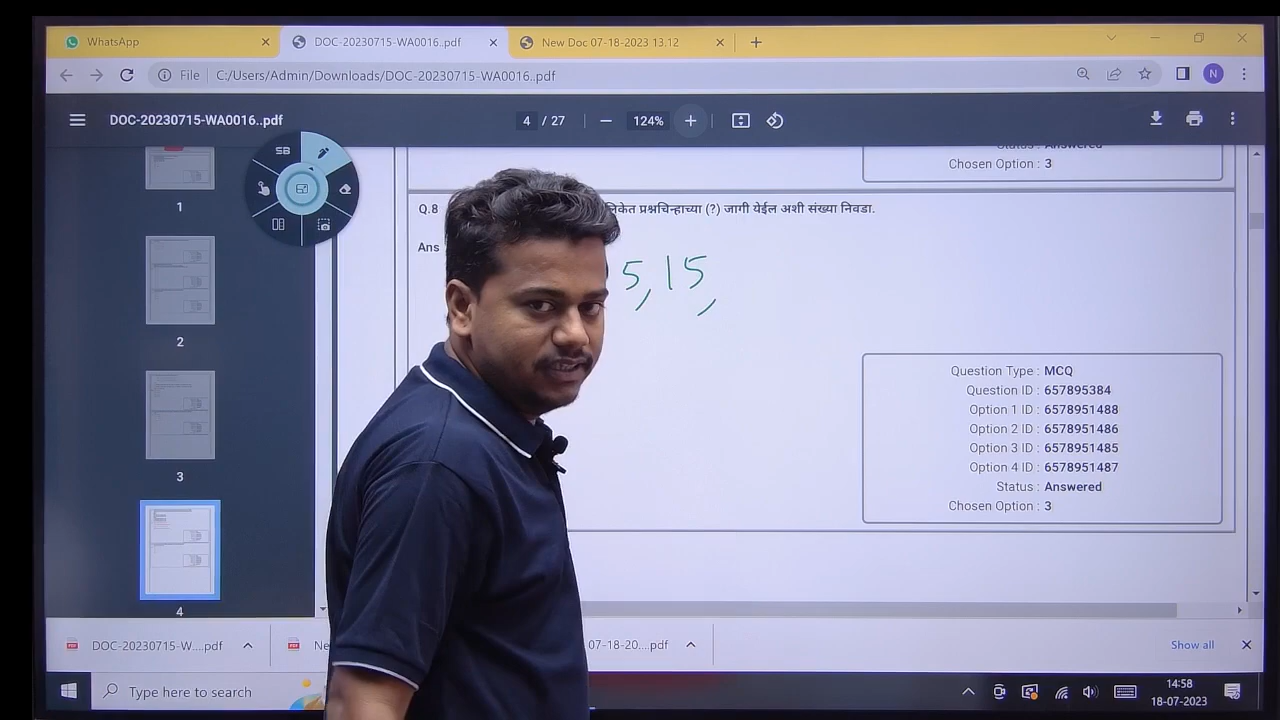 WhatsApp
DOC-20230715-WA0016..pdf
New Doc 07-18-2023 13.12
File C:/Users/Admin/Downloads/DOC-20230715-WA0016..pdf
N
DOC-20230715-WA0016..pdf
4 / 27
124%
SB
1
2
3
4
Status : Answered
Chosen Option : 3
Q.8
प्रश्नचिन्हाच्या (?) जागी येईल अशी संख्या निवडा.
Ans
5, 15,
Question Type : MCQ
Question ID : 657895384
Option 1 ID : 6578951488
Option 2 ID : 6578951486
Option 3 ID : 6578951485
Option 4 ID : 6578951487
Status : Answered
Chosen Option : 3
DOC-20230715-W....pdf
Ne
07-18-20....pdf
Show all
Type here to search
14:58
18-07-2023